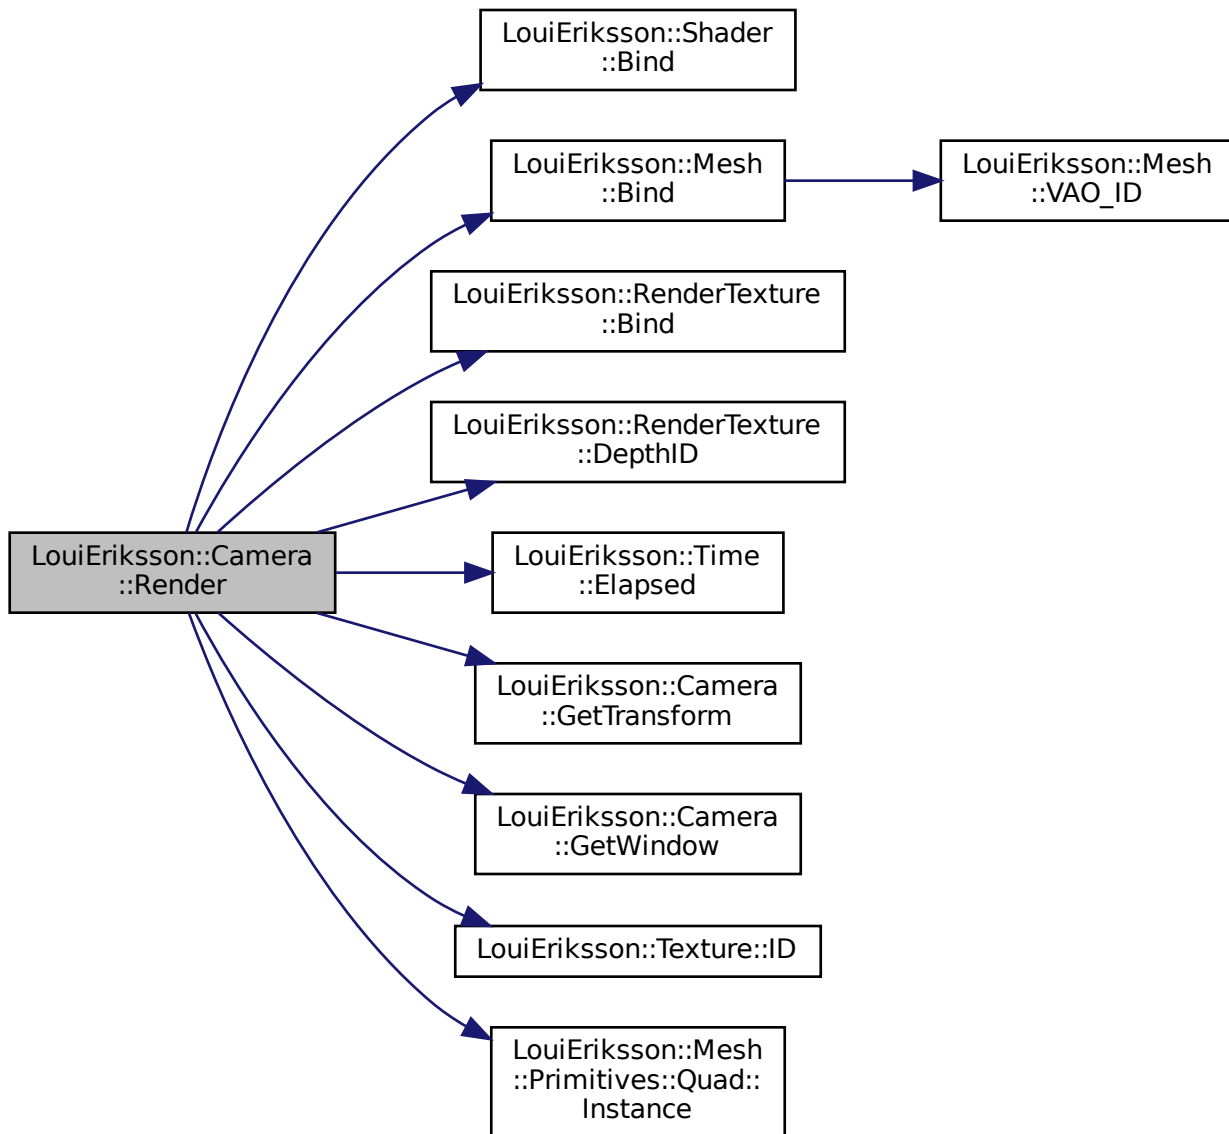 LouiEriksson::Shader
::Bind
LouiEriksson::Mesh
::Bind
LouiEriksson::Mesh
::VAO_ID
LouiEriksson::RenderTexture
::Bind
LouiEriksson::RenderTexture
::DepthID
LouiEriksson::Camera
::Render
LouiEriksson::Time
::Elapsed
LouiEriksson::Camera
::GetTransform
LouiEriksson::Camera
::GetWindow
LouiEriksson::Texture::ID
LouiEriksson::Mesh
::Primitives::Quad::
Instance